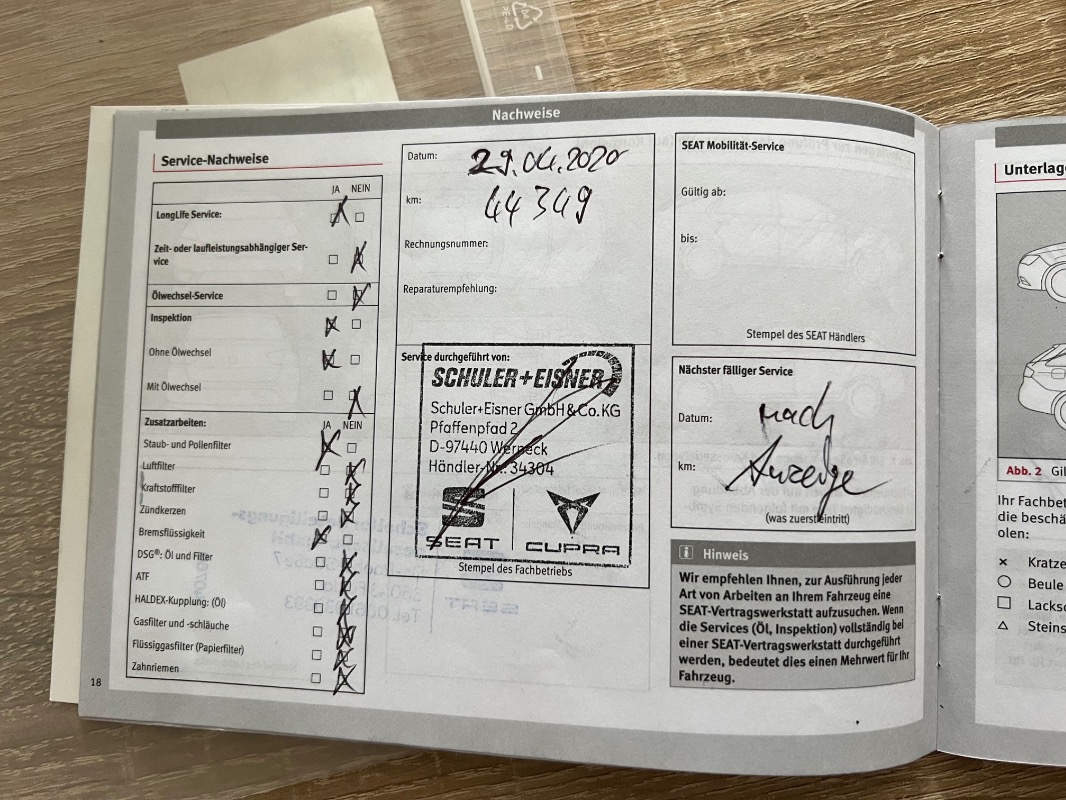 Nachweise
Service-Nachweise
JA NEIN
LongLife Service:
Zeit- oder laufleistungsabhängiger Ser-
vice
Ölwechsel-Service
Inspektion
Ohne Ölwechsel
Mit Ölwechsel
Zusatzarbeiten: JA NEIN
Staub- und Pollenfilter
Luftfilter
Kraftstofffilter
Zündkerzen
Bremsflüssigkeit
DSG®: Öl und Filter
ATF
HALDEX-Kupplung: (Öl)
Gasfilter und -schläuche
Flüssiggasfilter (Papierfilter)
Zahnriemen
18
Datum: 29.04.2020
km: 44 349
Rechnungsnummer:
Reparaturempfehlung:
Service durchgeführt von:
SCHULER+EISNER
Schuler+Eisner GmbH & Co. KG
Pfaffenpfad 2
D-97440 Werneck
Händler-Nr. 34304
SEAT CUPRA
Stempel des Fachbetriebs
SEAT Mobilität-Service
Gültig ab:
bis:
Stempel des SEAT Händlers
Nächster fälliger Service
Datum: nach
km: Anzeige
(was zuerst eintritt)
Hinweis
Wir empfehlen Ihnen, zur Ausführung jeder
Art von Arbeiten an Ihrem Fahrzeug eine
SEAT-Vertragswerkstatt aufzusuchen. Wenn
die Services (Öl, Inspektion) vollständig bei
einer SEAT-Vertragswerkstatt durchgeführt
werden, bedeutet dies einen Mehrwert für Ihr
Fahrzeug.
Unterlage
Abb. 2 Gil
Ihr Fachbet
die beschä
olen:
Kratze
Beule
Lacksc
Steins